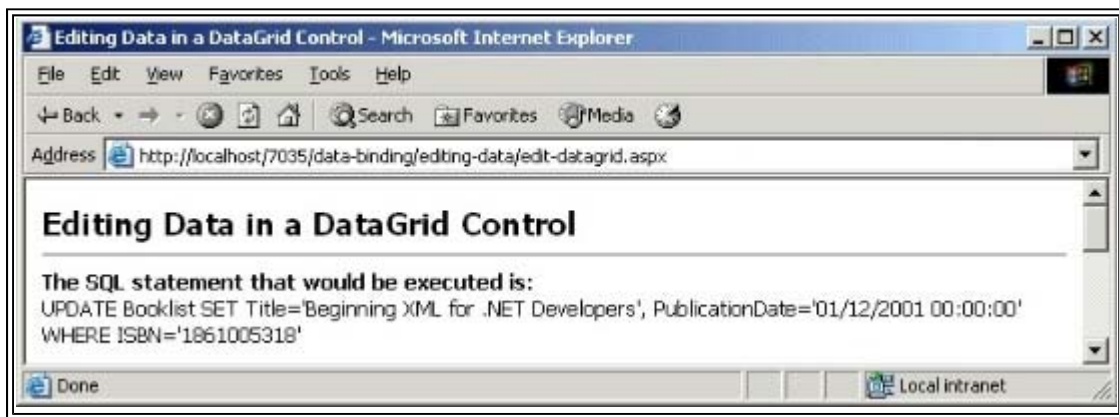 Editing Data in a DataGrid Control - Microsoft Internet Explorer
File Edit View Favorites Tools Help
Back Search Favorites Media
Address http://localhost/7035/data-binding/editing-data/edit-datagrid.aspx
Editing Data in a DataGrid Control
The SQL statement that would be executed is:
UPDATE Booklist SET Title='Beginning XML for .NET Developers', PublicationDate='01/12/2001 00:00:00'
WHERE ISBN='1861005318'
Done Local intranet